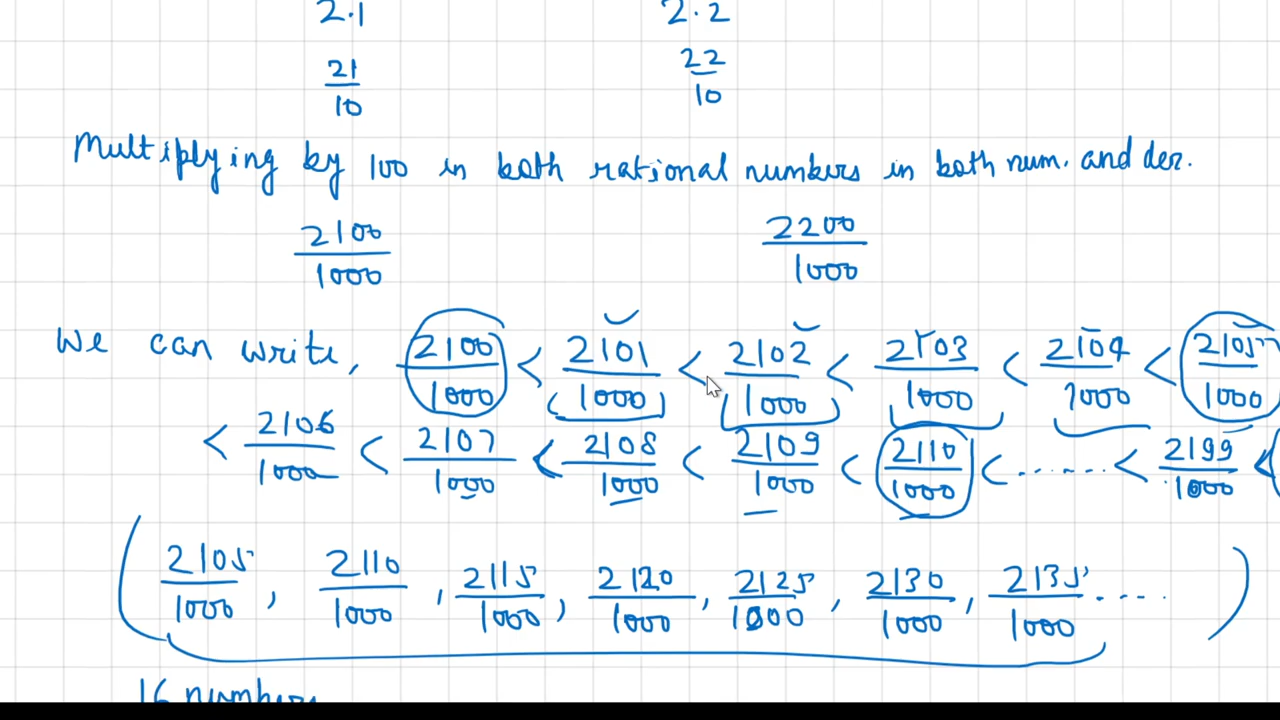 2.1 2.2
21/10 22/10
Multiplying by 100 in both rational numbers in both num. and den.
2100/1000 2200/1000
We can write, 2100/1000 < 2101/1000 < 2102/1000 < 2103/1000 < 2104/1000 < 2105/1000
< 2106/1000 < 2107/1000 < 2108/1000 < 2109/1000 < 2110/1000 < ....... < 2199/1000 <
( 2105/1000, 2110/1000, 2115/1000, 2120/1000, 2125/1000, 2130/1000, 2135/1000 .... )
16 numbers